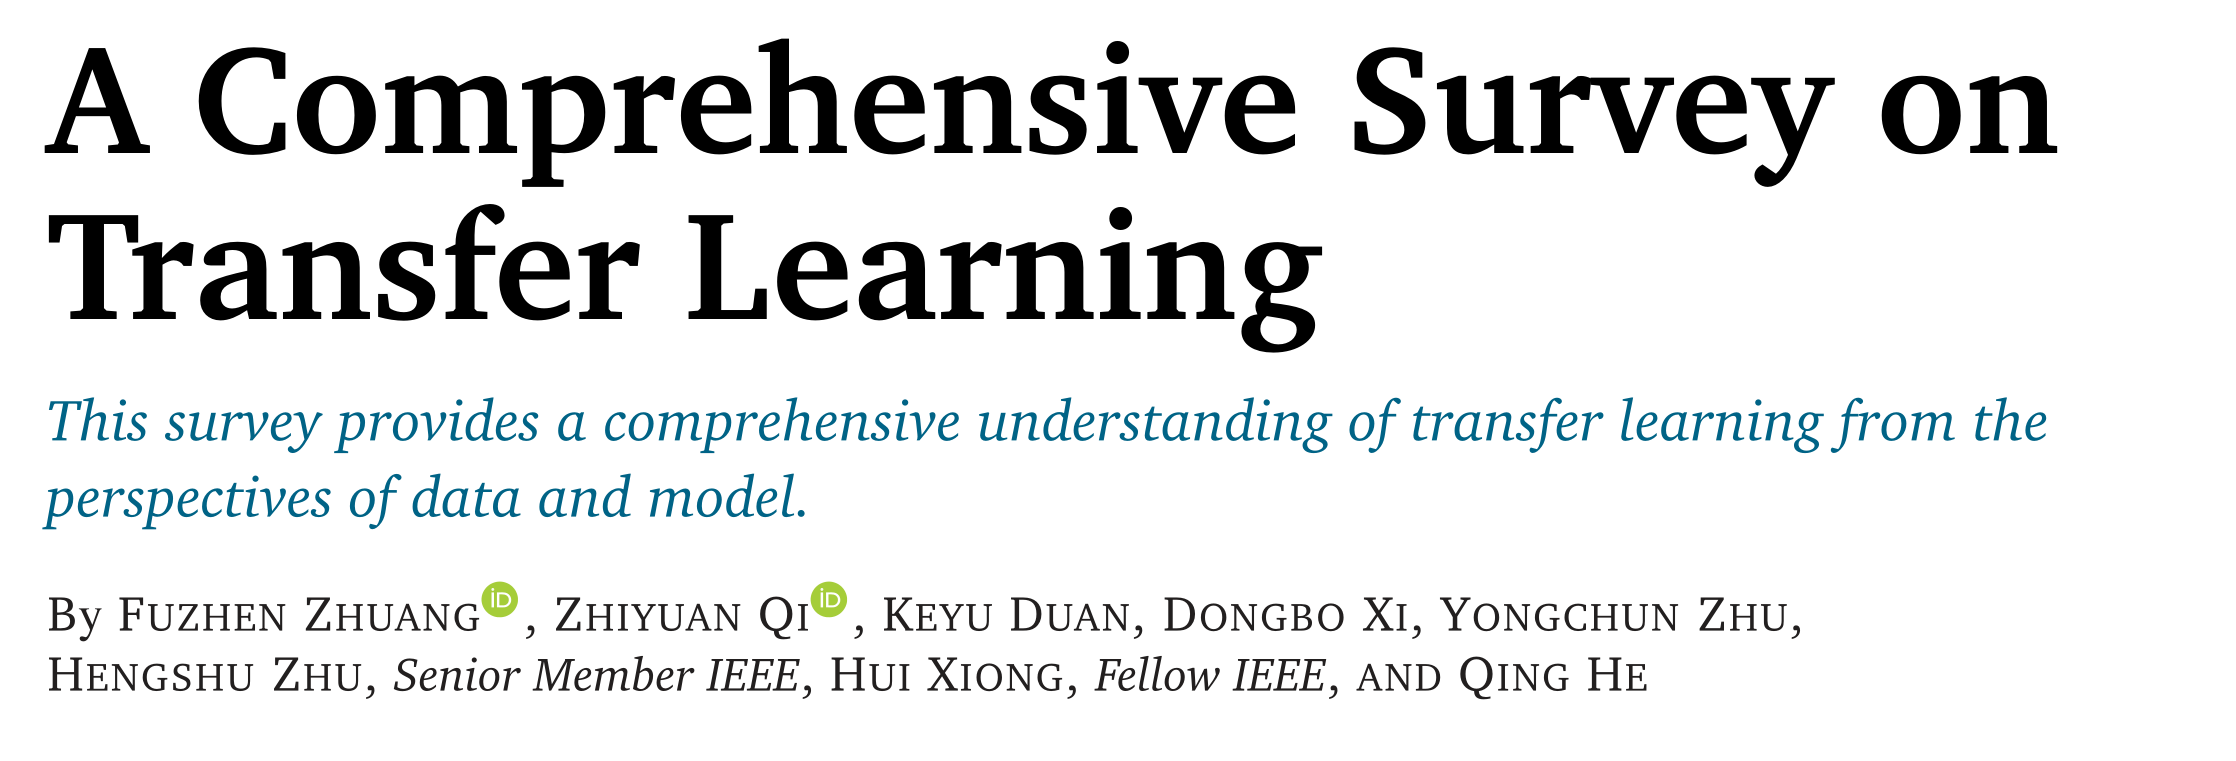 A Comprehensive Survey on
Transfer Learning
This survey provides a comprehensive understanding of transfer learning from the
perspectives of data and model.
By FUZHEN ZHUANG iD, ZHIYUAN QI iD, KEYU DUAN, DONGBO XI, YONGCHUN ZHU,
HENGSHU ZHU, Senior Member IEEE, HUI XIONG, Fellow IEEE, AND QING HE